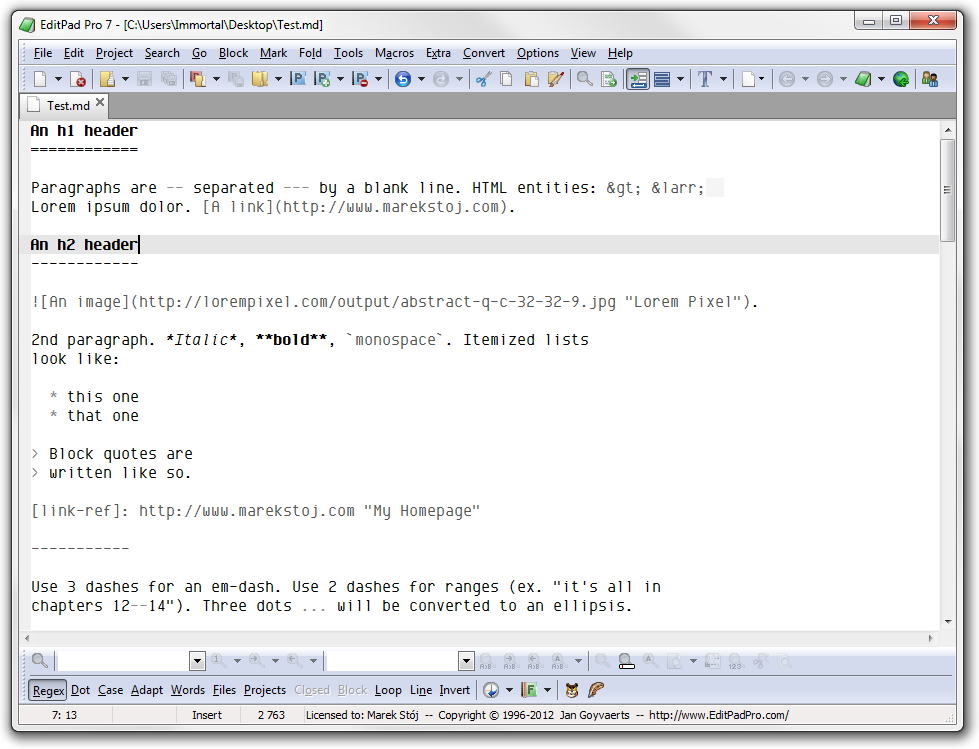 EditPad Pro 7 - [C:\Users\Immortal\Desktop\Test.md]
File Edit Project Search Go Block Mark Fold Tools Macros Extra Convert Options View Help
Test.md
An h1 header
============
Paragraphs are -- separated --- by a blank line. HTML entities: &gt; &larr;
Lorem ipsum dolor. [A link](http://www.marekstoj.com).
An h2 header
------------
![An image](http://lorempixel.com/output/abstract-q-c-32-32-9.jpg "Lorem Pixel").
2nd paragraph. *Italic*, **bold**, `monospace`. Itemized lists
look like:
* this one
* that one
> Block quotes are
> written like so.
[link-ref]: http://www.marekstoj.com "My Homepage"
-----------
Use 3 dashes for an em-dash. Use 2 dashes for ranges (ex. "it's all in
chapters 12--14"). Three dots ... will be converted to an ellipsis.
Regex Dot Case Adapt Words Files Projects Closed Block Loop Line Invert
7: 13 Insert 2 763 Licensed to: Marek Stój -- Copyright © 1996-2012 Jan Goyvaerts -- http://www.EditPadPro.com/